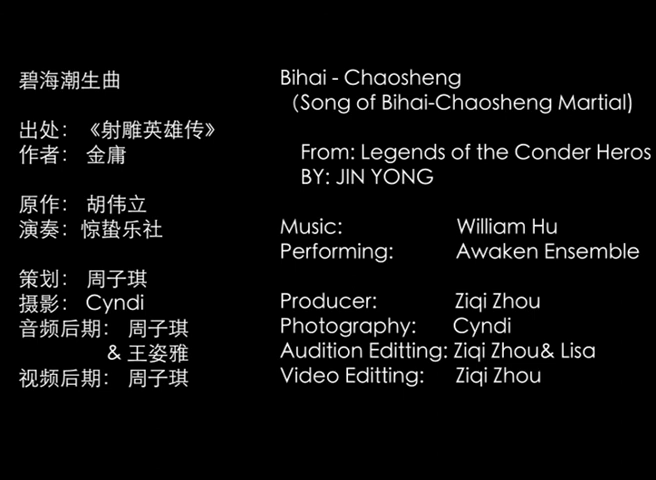 碧海潮生曲
出处：《射雕英雄传》
作者：金庸
原作：胡伟立
演奏：惊蛰乐社
策划：周子琪
摄影：Cyndi
音频后期：周子琪
& 王姿雅
视频后期：周子琪
Bihai - Chaosheng
（Song of Bihai-Chaosheng Martial)
From: Legends of the Conder Heros
BY: JIN YONG
Music: William Hu
Performing: Awaken Ensemble
Producer: Ziqi Zhou
Photography: Cyndi
Audition Editting: Ziqi Zhou& Lisa
Video Editting: Ziqi Zhou